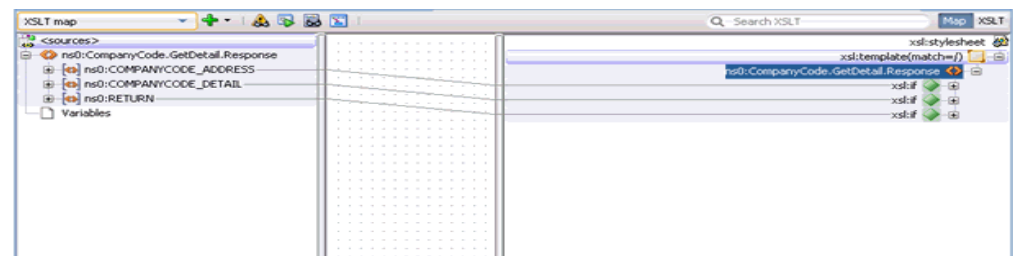 XSLT map Search XSLT Map XSLT
<sources> xsl:stylesheet
ns0:CompanyCode.GetDetail.Response xsl:template(match=/)
ns0:COMPANYCODE_ADDRESS ns0:CompanyCode.GetDetail.Response
ns0:COMPANYCODE_DETAIL xsl:if
ns0:RETURN xsl:if
Variables xsl:if